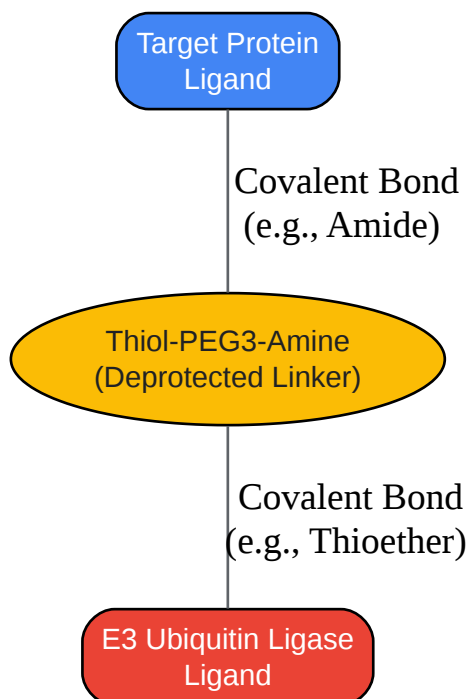 Target Protein
Ligand
Covalent Bond
(e.g., Amide)
Thiol-PEG3-Amine
(Deprotected Linker)
Covalent Bond
(e.g., Thioether)
E3 Ubiquitin Ligase
Ligand